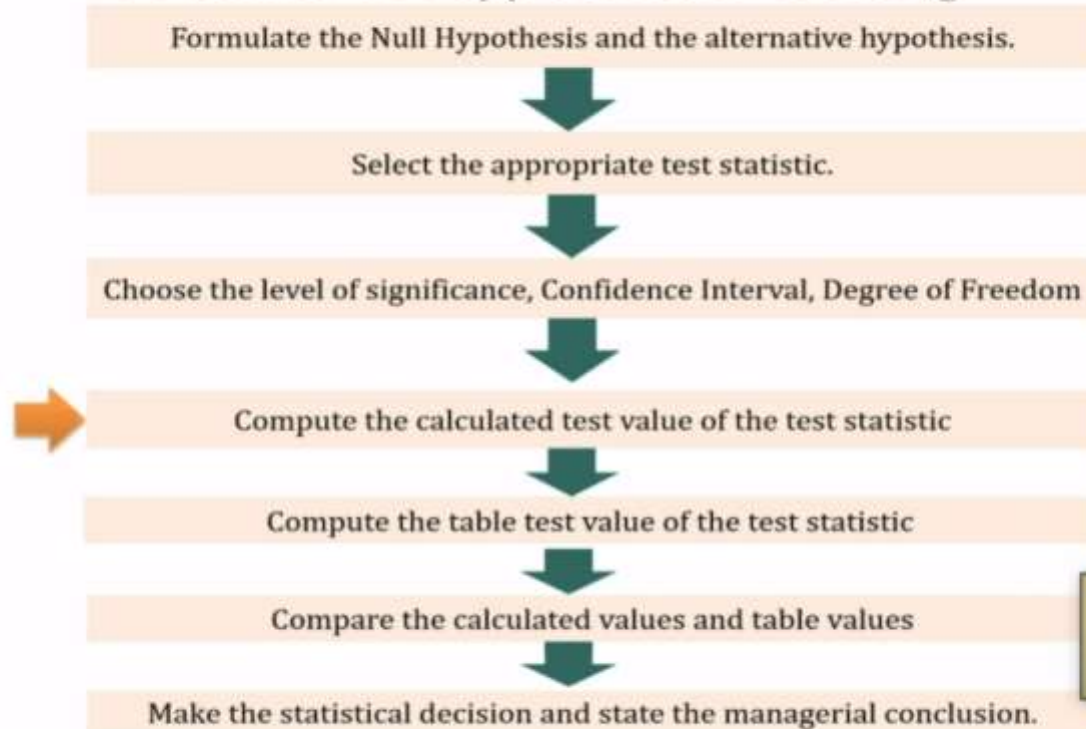 Formulate the Null Hypothesis and the alternative hypothesis.
Select the appropriate test statistic.
Choose the level of significance, Confidence Interval, Degree of Freedom
Compute the calculated test value of the test statistic
Compute the table test value of the test statistic
Compare the calculated values and table values
Make the statistical decision and state the managerial conclusion.